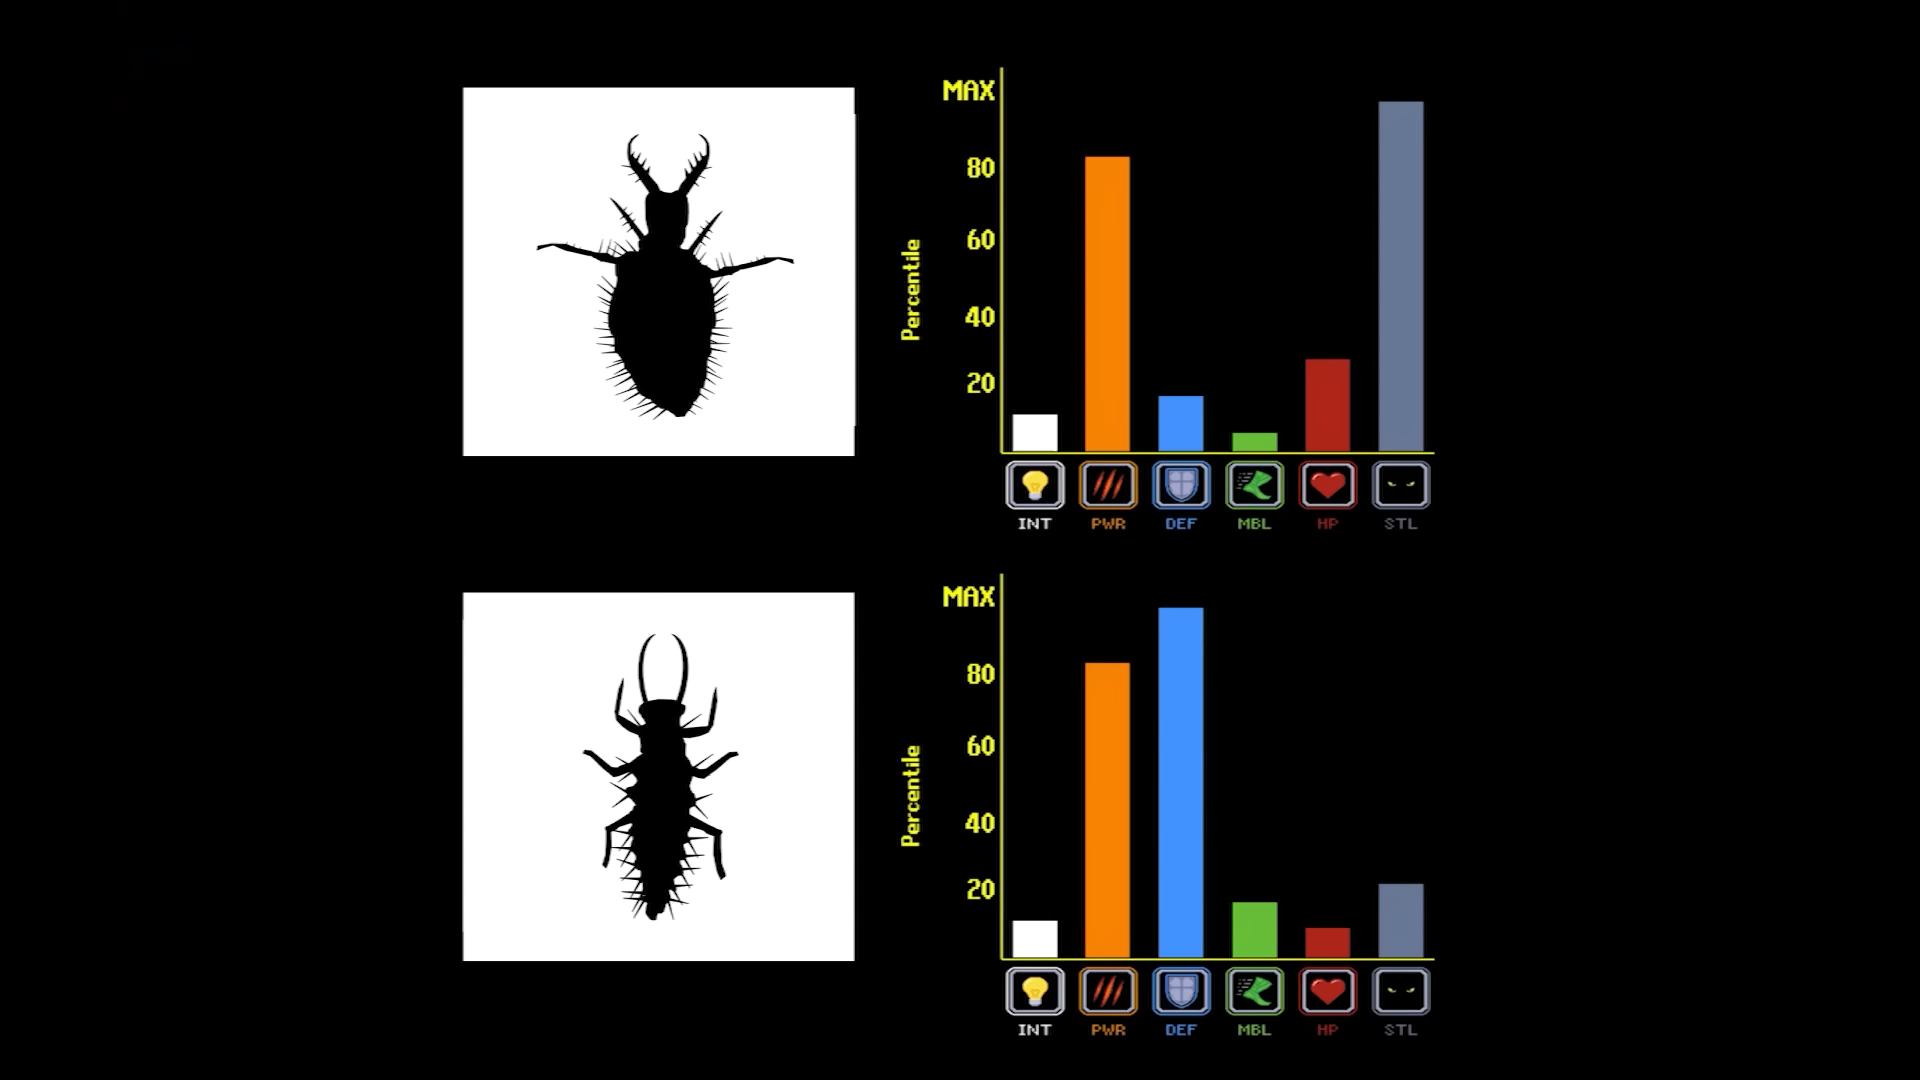 MAX
80
60
40
20
Percentile
INT PWR DEF MBL HP STL
MAX
80
60
40
20
Percentile
INT PWR DEF MBL HP STL